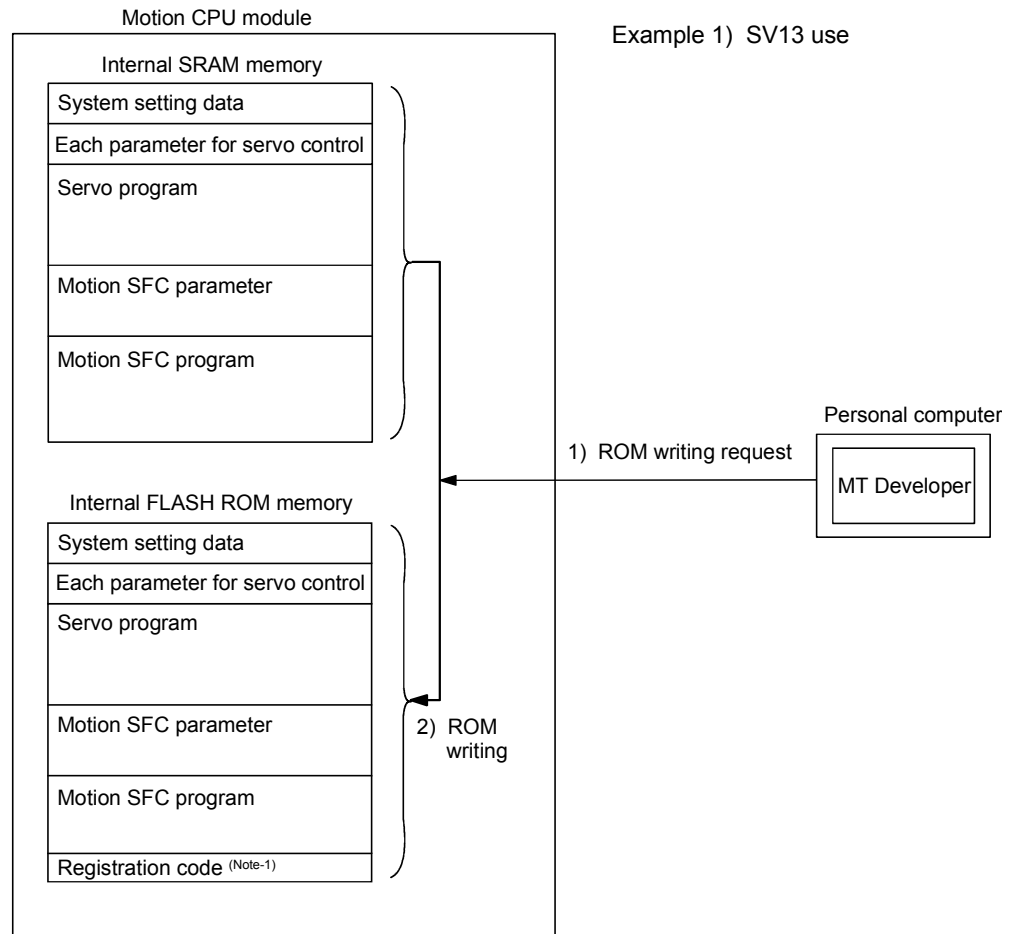 Motion CPU module
Example 1) SV13 use
Internal SRAM memory
System setting data
Each parameter for servo control
Servo program
Motion SFC parameter
Motion SFC program
Personal computer
1) ROM writing request
MT Developer
Internal FLASH ROM memory
System setting data
Each parameter for servo control
Servo program
Motion SFC parameter
2) ROM
writing
Motion SFC program
Registration code (Note-1)